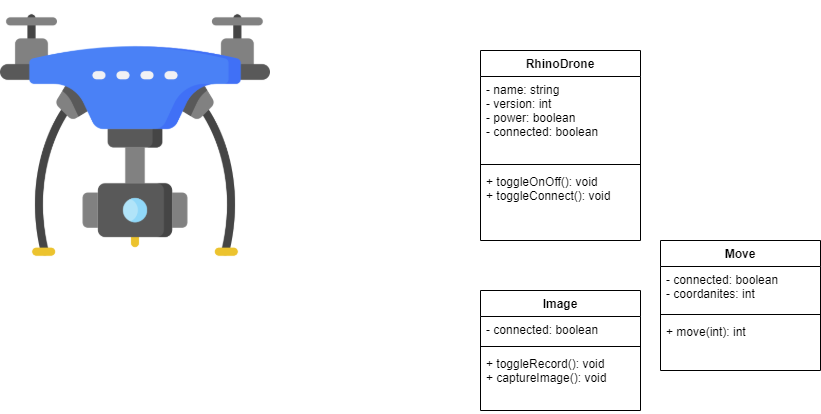 RhinoDrone
- name: string
- version: int
- power: boolean
- connected: boolean
+ toggleOnOff(): void
+ toggleConnect(): void
Move
- connected: boolean
- coordanites: int
+ move(int): int
Image
- connected: boolean
+ toggleRecord(): void
+ captureImage(): void